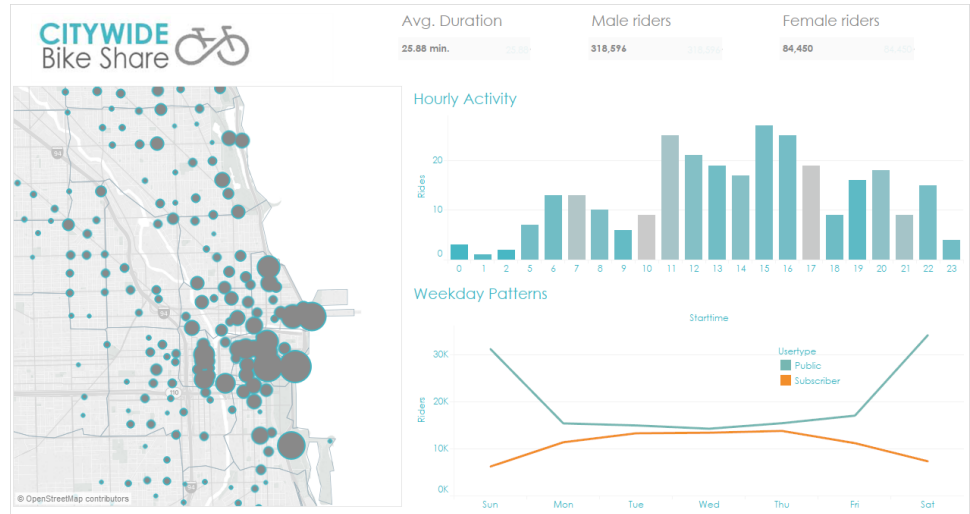 CITYWIDE
Bike Share
Avg. Duration
25.88 min.
Male riders
318,596
Female riders
84,450
94
94
110
© OpenStreetMap contributors
Hourly Activity
Rides
20
10
0
0 1 2 5 6 7 8 9 10 11 12 13 14 15 16 17 18 19 20 21 22 23
Weekday Patterns
Starttime
Usertype
Public
Subscriber
Riders
30K
20K
10K
0K
Sun Mon Tue Wed Thu Fri Sat